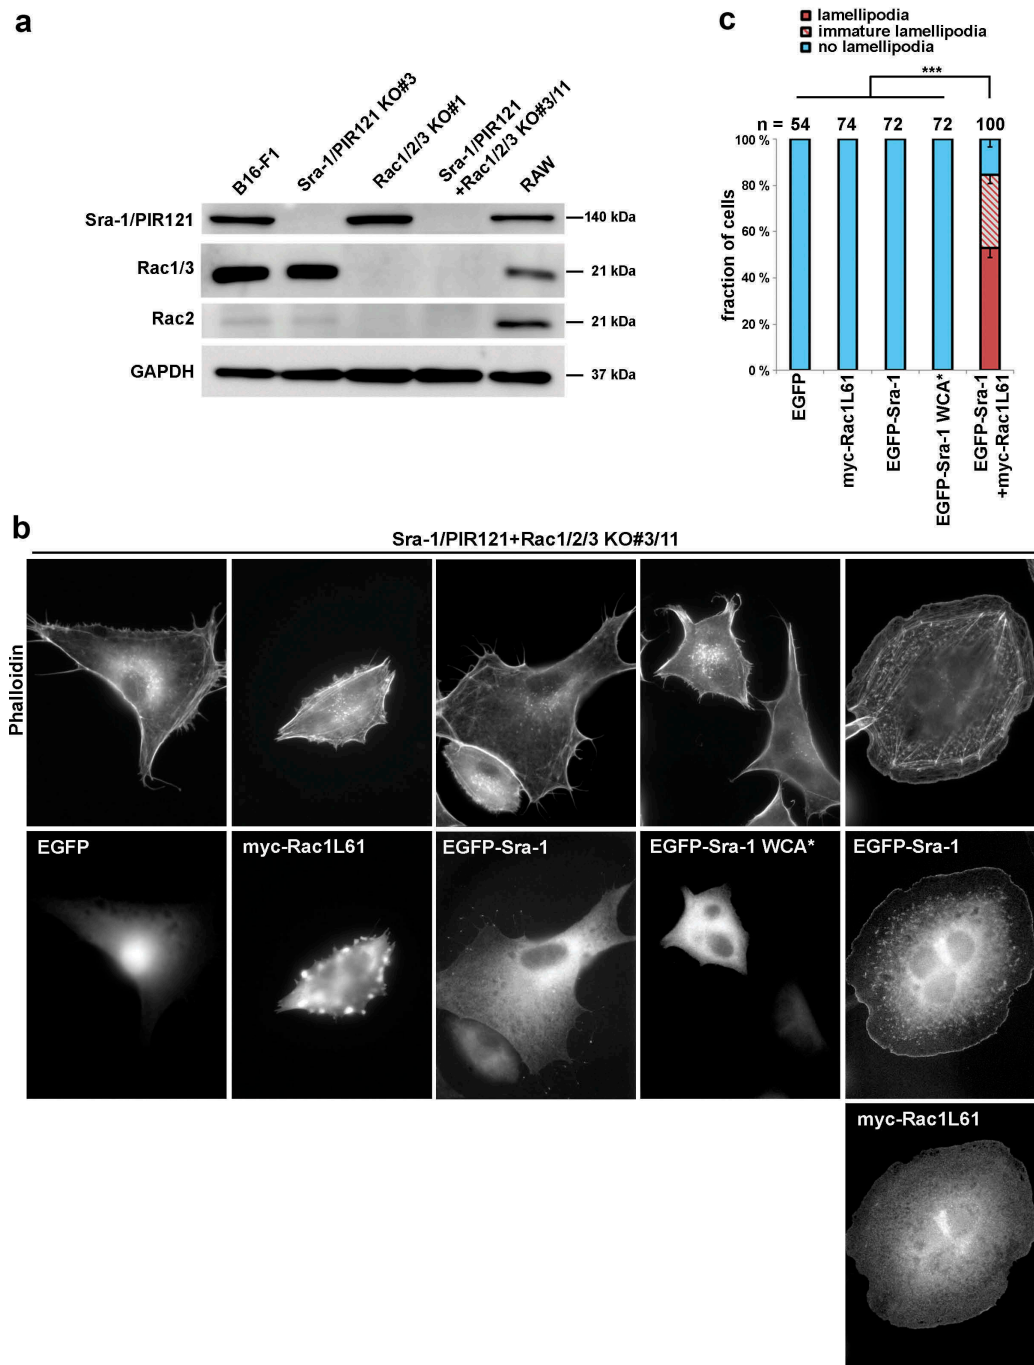 a
B16-F1
Sra-1/PIR121 KO#3
Rac1/2/3 KO#1
Sra-1/PIR121
+Rac1/2/3 KO#3/11
RAW
Sra-1/PIR121
140 kDa
Rac1/3
21 kDa
Rac2
21 kDa
GAPDH
37 kDa
c
lamellipodia
immature lamellipodia
no lamellipodia
***
n = 54 74 72 72 100
100 %
80 %
60 %
40 %
20 %
0 %
fraction of cells
EGFP
myc-Rac1L61
EGFP-Sra-1
EGFP-Sra-1 WCA*
EGFP-Sra-1
+myc-Rac1L61
b
Sra-1/PIR121+Rac1/2/3 KO#3/11
Phalloidin
EGFP
myc-Rac1L61
EGFP-Sra-1
EGFP-Sra-1 WCA*
EGFP-Sra-1
myc-Rac1L61